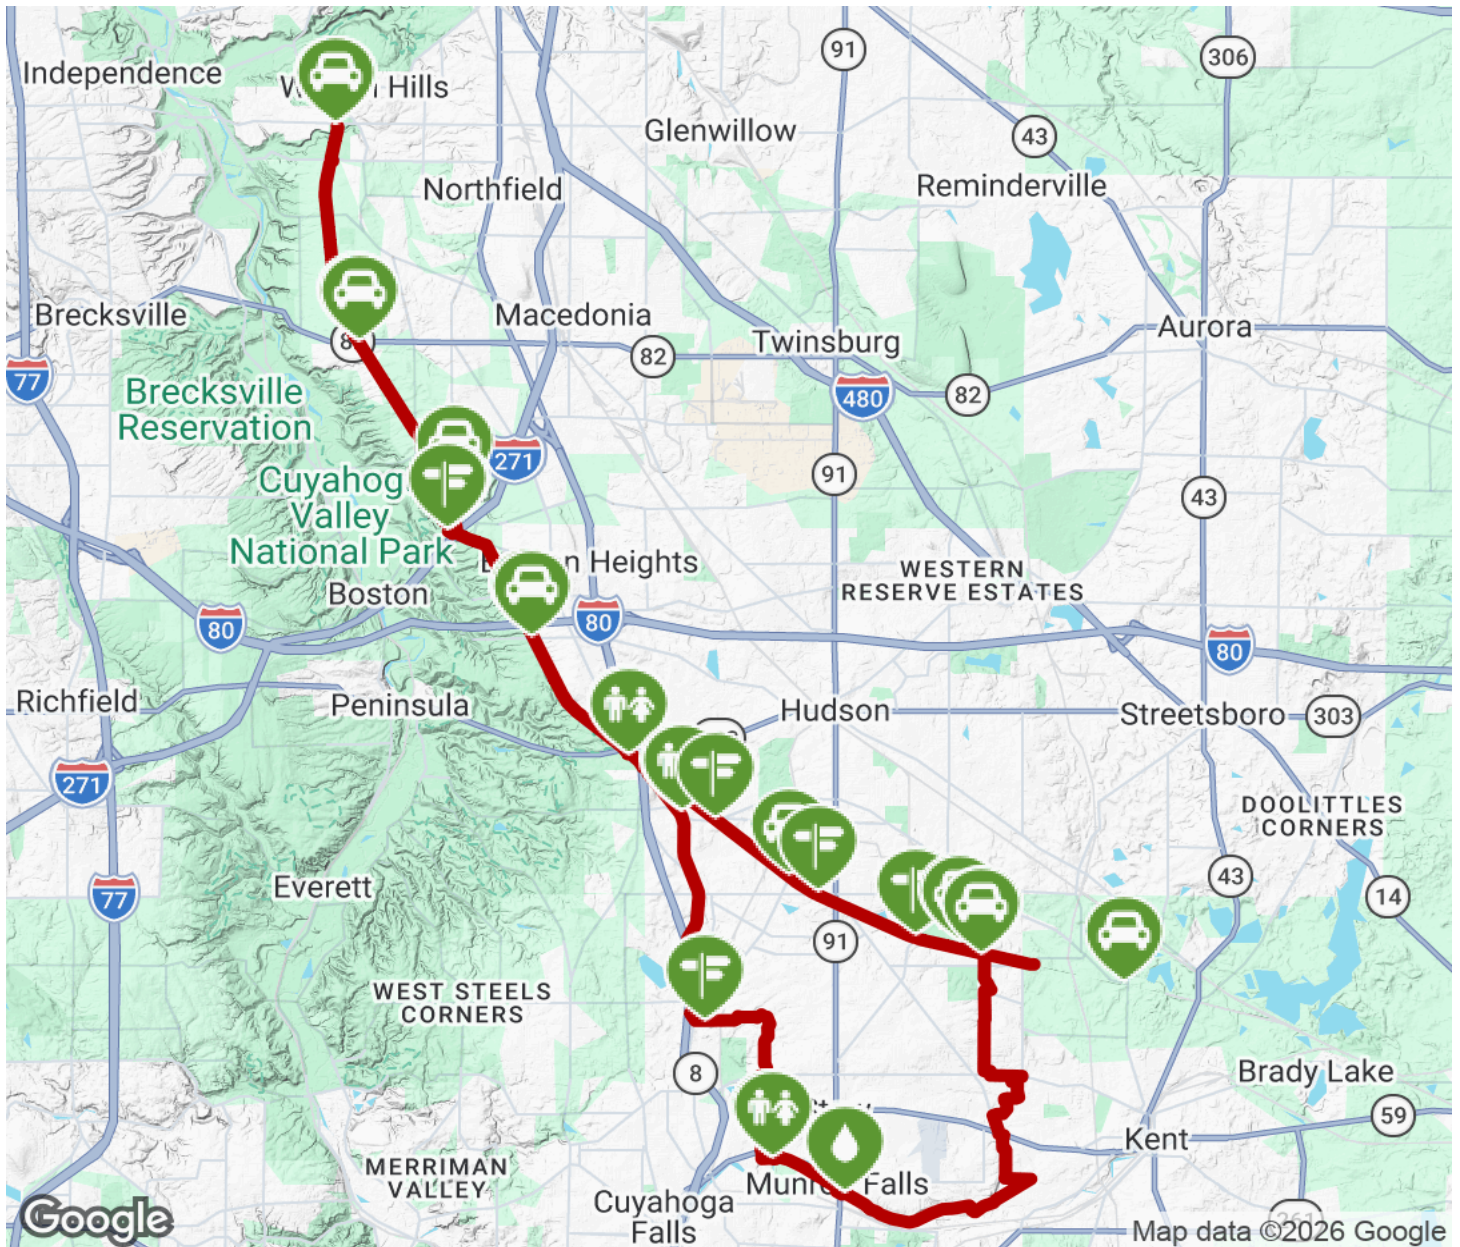 Independence
Hills
91
306
Glenwillow
43
Northfield
Reminderville
Brecksville
Macedonia
Twinsburg
Aurora
82
77
Brecksville
Reservation
480
82
271
91
43
Cuyahog
Valley
National Park
n Heights
WESTERN
RESERVE ESTATES
Boston
80
80
80
Richfield
Peninsula
Hudson
Streetsboro
303
271
DOOLITTLES
CORNERS
Everett
77
43
14
91
WEST STEELS
CORNERS
8
Brady Lake
59
Kent
MERRIMAN
VALLEY
Munro Falls
Cuyahoga
Falls
261
Google
Map data ©2026 Google